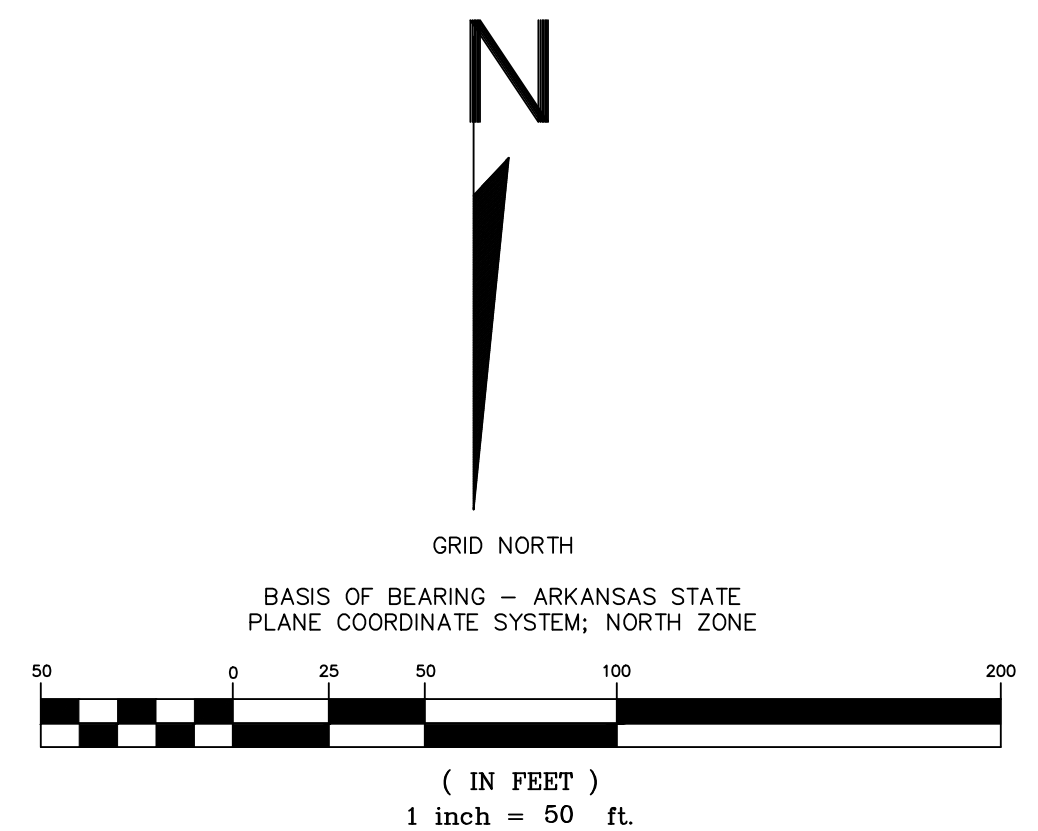 N
GRID NORTH
BASIS OF BEARING – ARKANSAS STATE
PLANE COORDINATE SYSTEM; NORTH ZONE
50 0 25 50 100 200
( IN FEET )
1 inch = 50 ft.